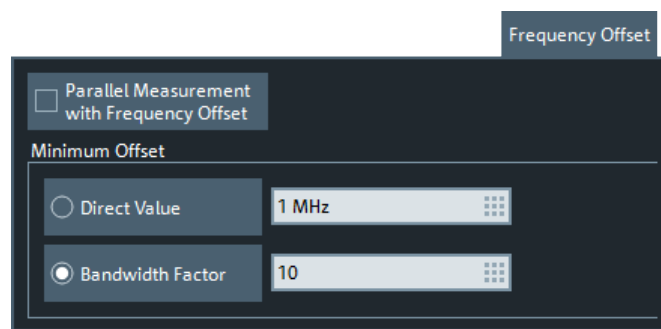 Frequency Offset
Parallel Measurement
with Frequency Offset
Minimum Offset
Direct Value
1 MHz
Bandwidth Factor
10